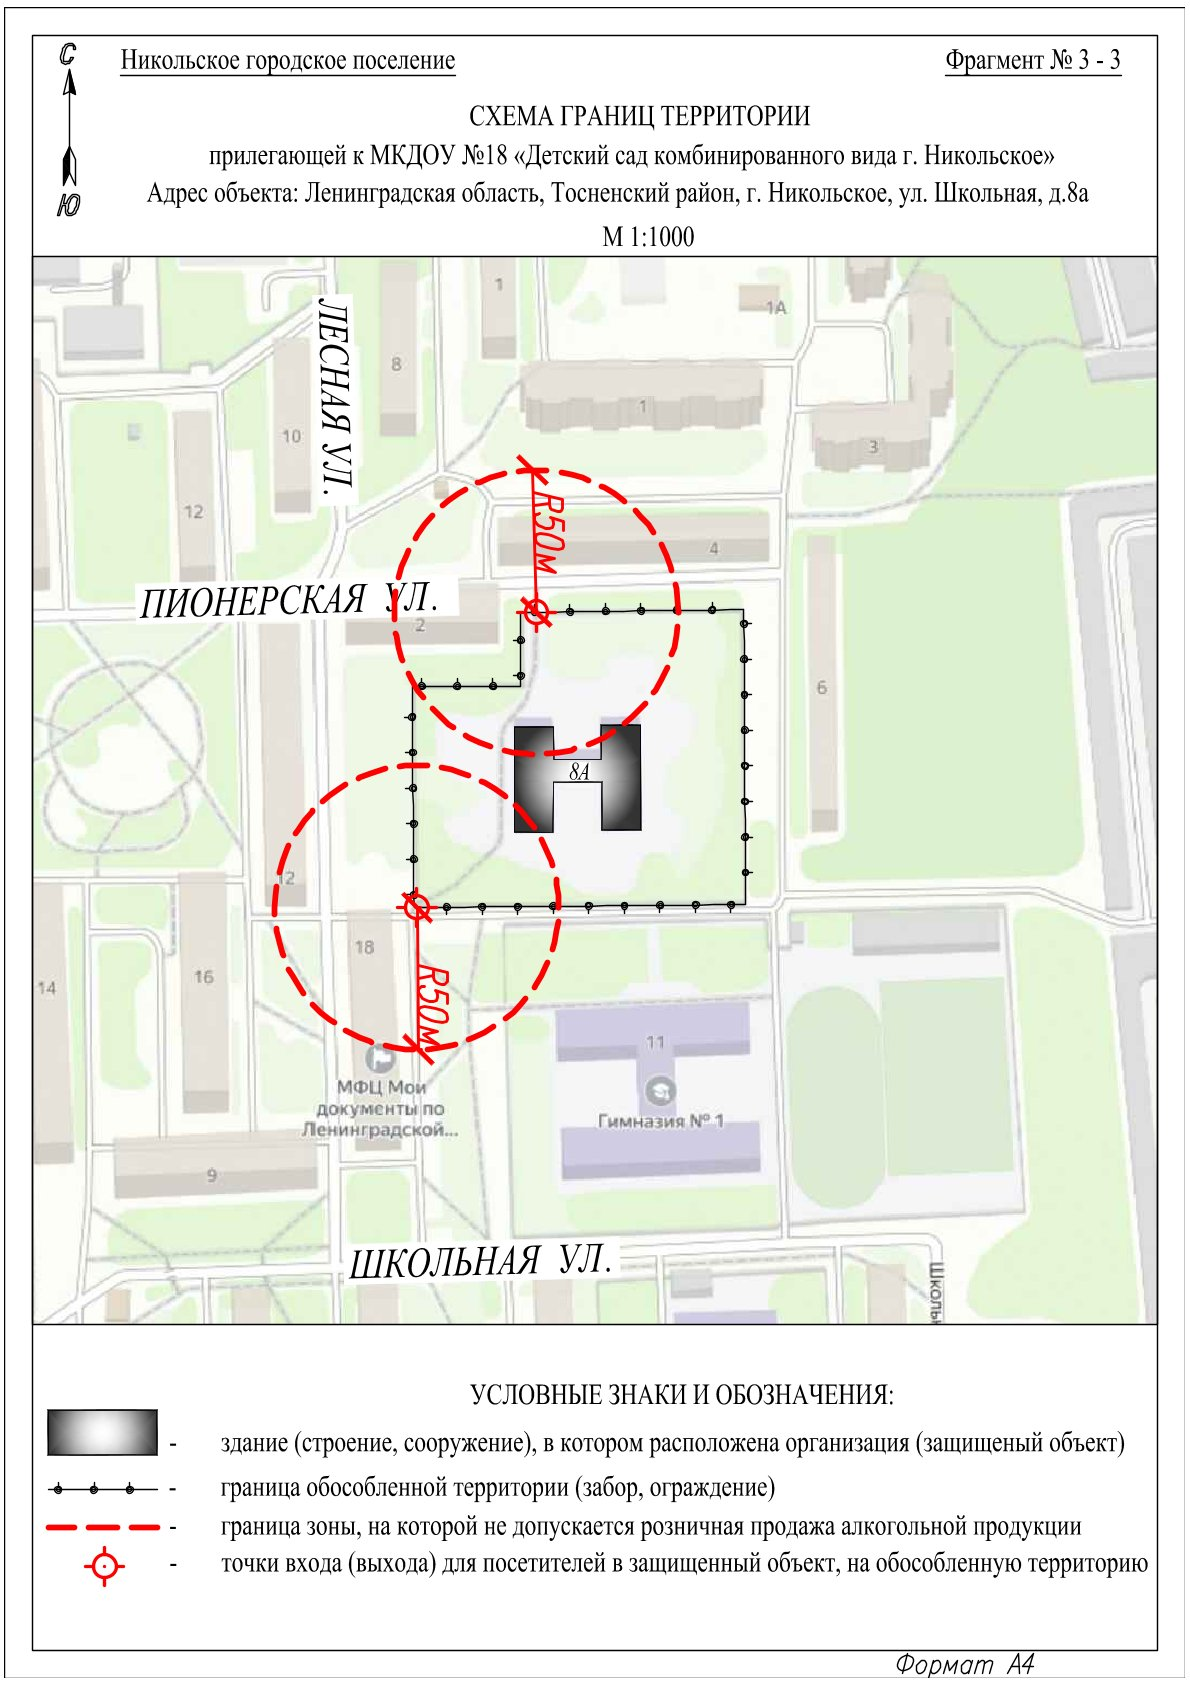 С
Никольское городское поселение
Фрагмент № 3 - 3
СХЕМА ГРАНИЦ ТЕРРИТОРИИ
прилегающей к МКДОУ №18 «Детский сад комбинированного вида г. Никольское»
Ю
Адрес объекта: Ленинградская область, Тосненский район, г. Никольское, ул. Школьная, д.8а
М 1:1000
1
1А
ЛЕСНАЯ УЛ.
8
1
10
3
12
R50м
4
ПИОНЕРСКАЯ УЛ.
2
6
8А
12
18
16
14
R50м
11
МФЦ Мои
документы по
Ленинградской...
Гимназия № 1
9
ШКОЛЬНАЯ УЛ.
Школьн
УСЛОВНЫЕ ЗНАКИ И ОБОЗНАЧЕНИЯ:
- здание (строение, сооружение), в котором расположена организация (защищеный объект)
- граница обособленной территории (забор, ограждение)
- граница зоны, на которой не допускается розничная продажа алкогольной продукции
- точки входа (выхода) для посетителей в защищенный объект, на обособленную территорию
Формат А4